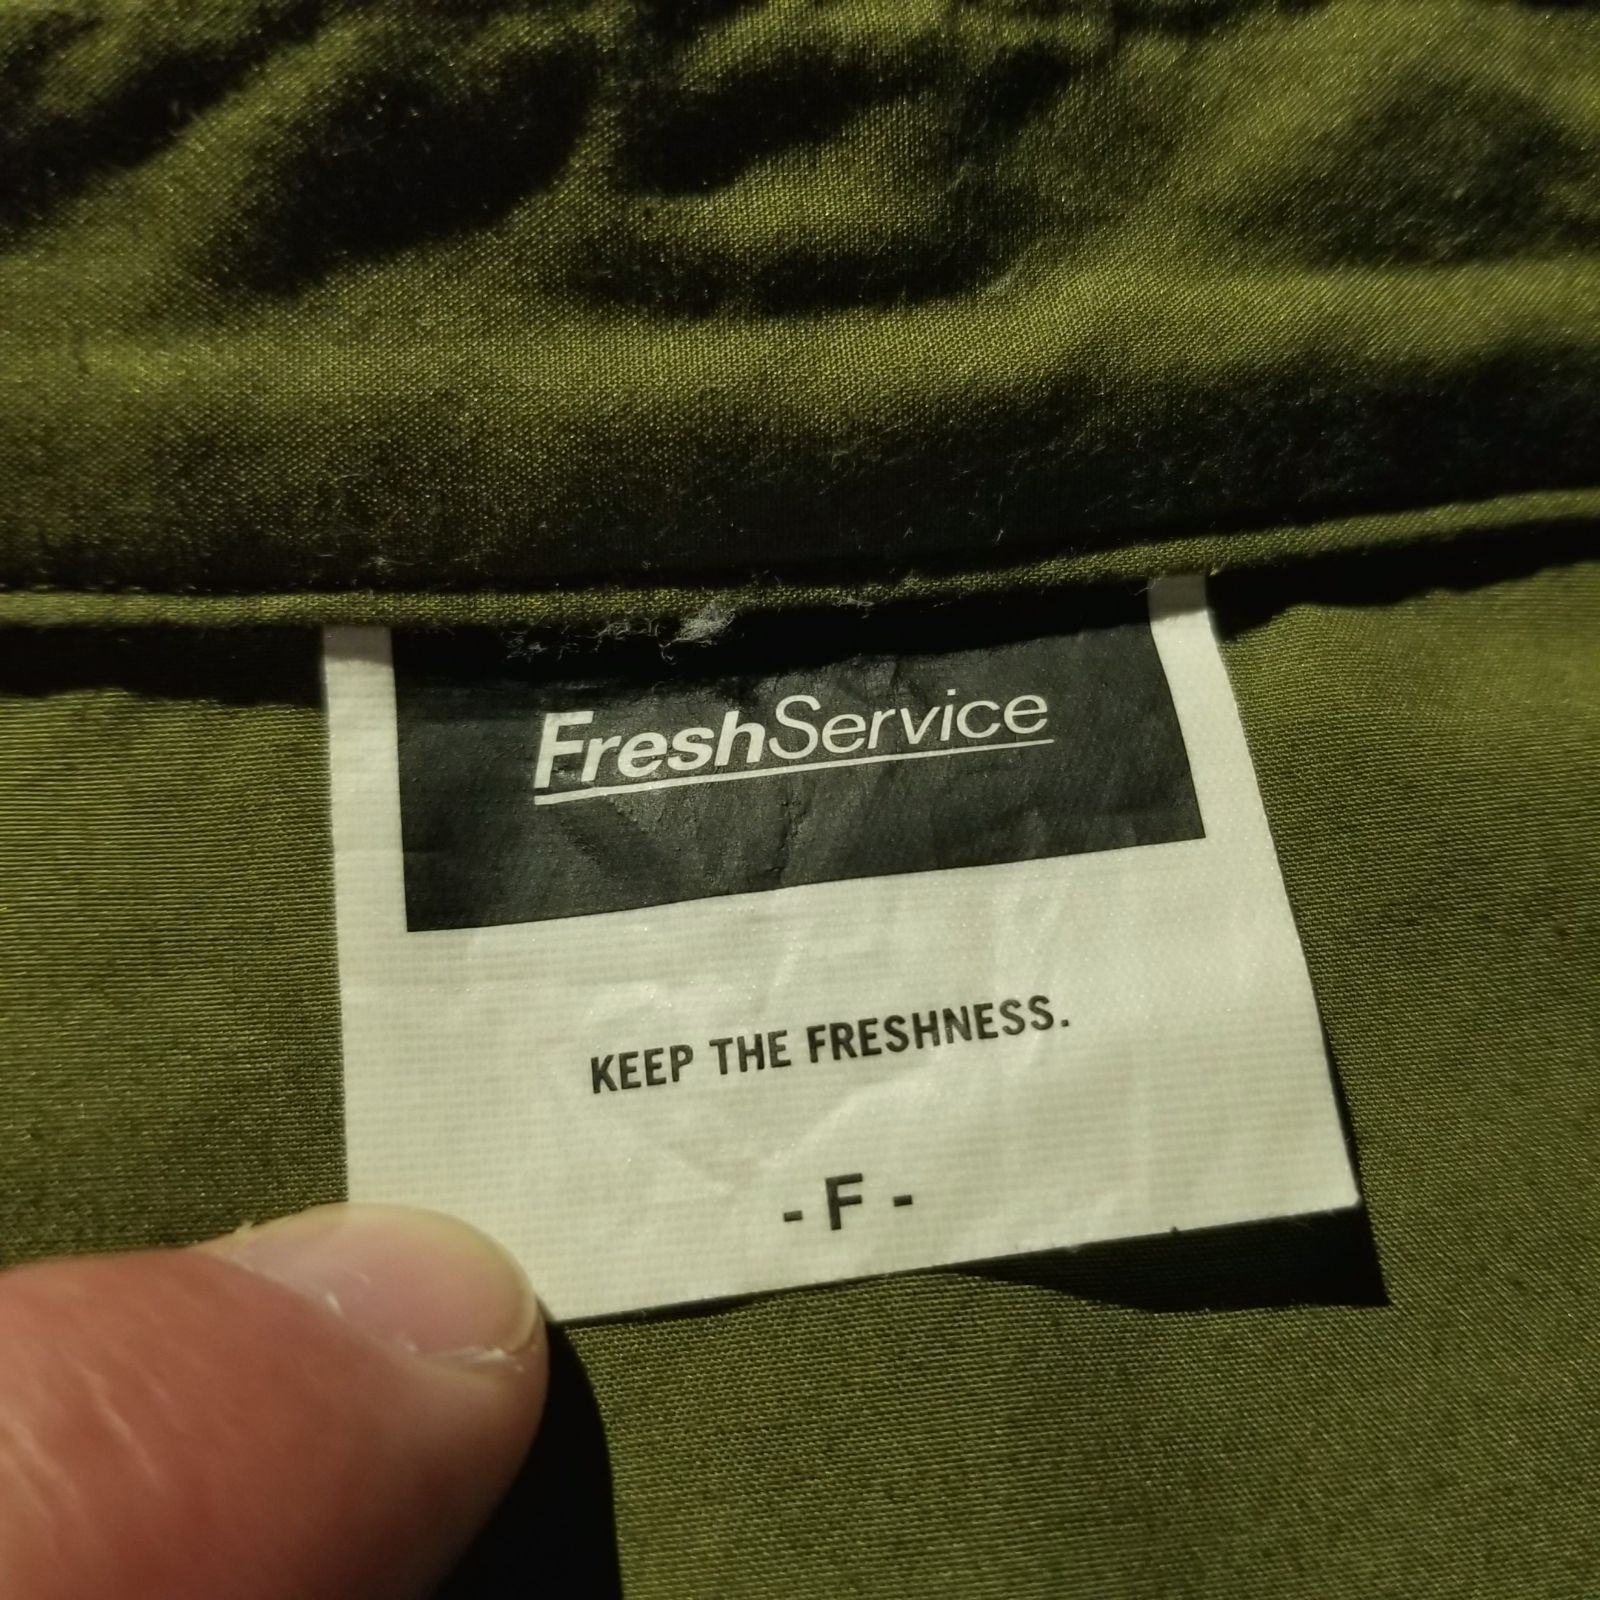 FreshService
KEEP THE FRESHNESS.
- F -